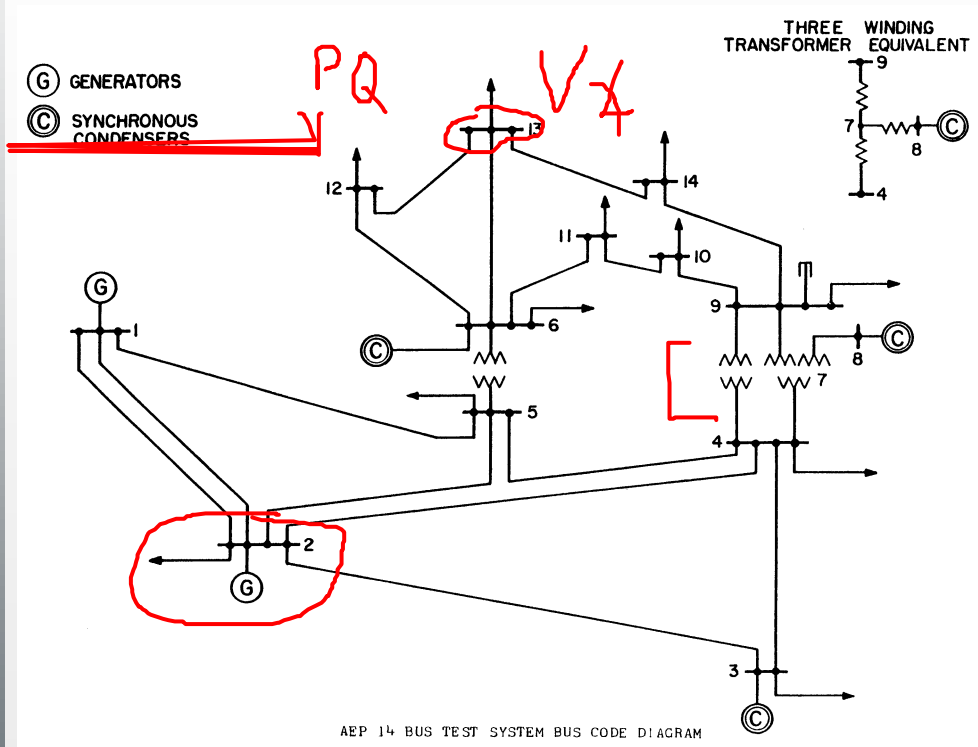 THREE WINDING
TRANSFORMER EQUIVALENT
G GENERATORS
C SYNCHRONOUS
CONDENSERS
PQ
V
9
7
C
8
4
13
12
14
11
10
G
1
9
6
C
C
8
7
5
4
2
G
3
C
AEP 14 BUS TEST SYSTEM BUS CODE DIAGRAM